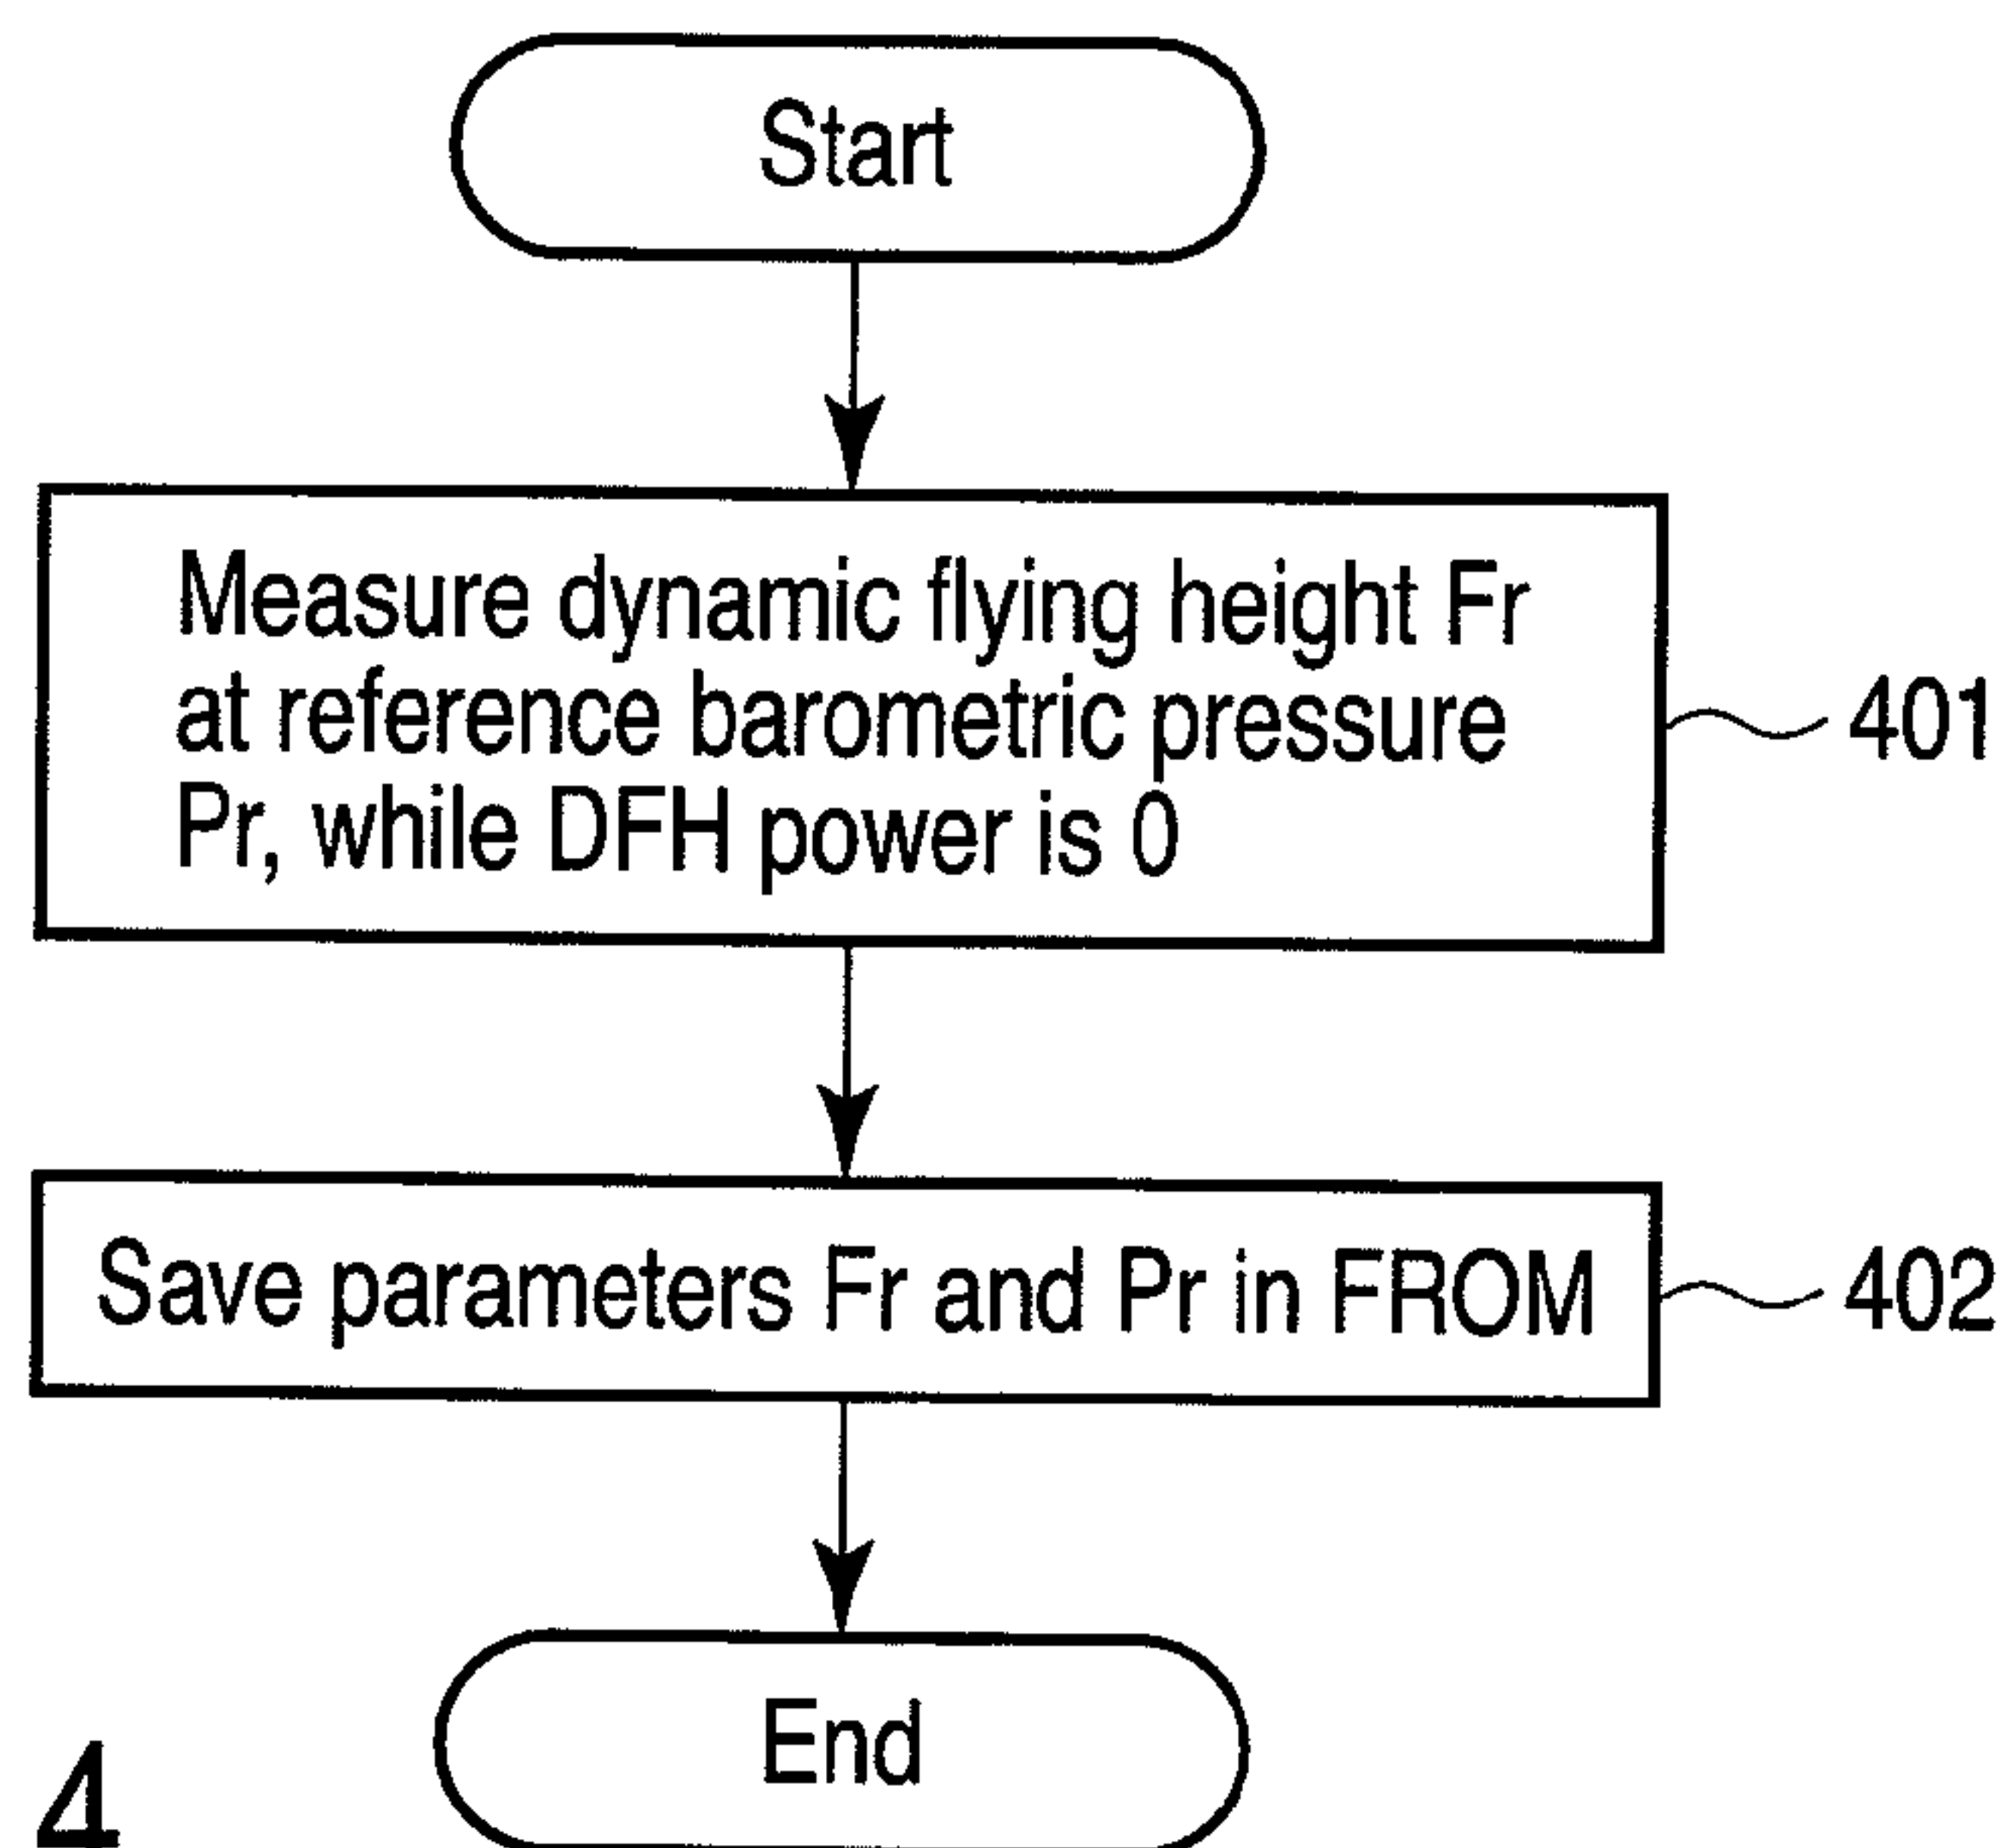 Start
Measure dynamic flying height Fr
at reference barometric pressure
Pr, while DFH power is 0
401
Save parameters Fr and Pr in FROM
402
End
4